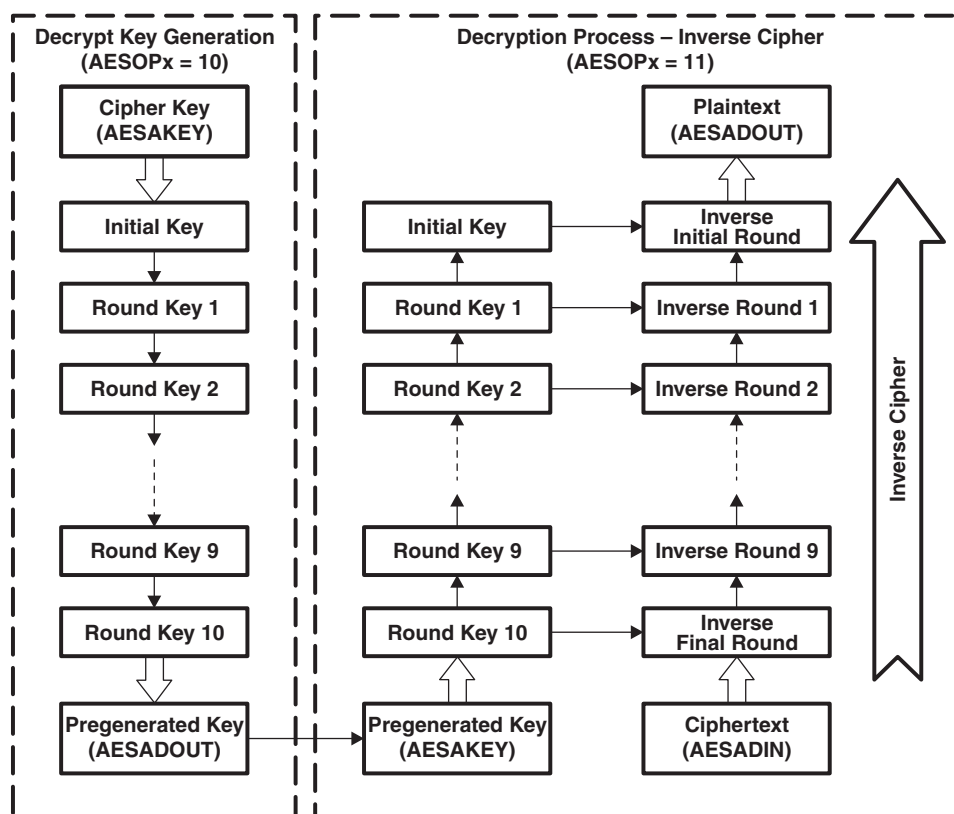 Decrypt Key Generation
(AESOPx = 10)
Cipher Key
(AESAKEY)
Initial Key
Round Key 1
Round Key 2
Round Key 9
Round Key 10
Pregenerated Key
(AESADOUT)
Decryption Process – Inverse Cipher
(AESOPx = 11)
Plaintext
(AESADOUT)
Initial Key
Inverse
Initial Round
Round Key 1
Inverse Round 1
Round Key 2
Inverse Round 2
Round Key 9
Inverse Round 9
Round Key 10
Inverse
Final Round
Pregenerated Key
(AESAKEY)
Ciphertext
(AESADIN)
Inverse Cipher